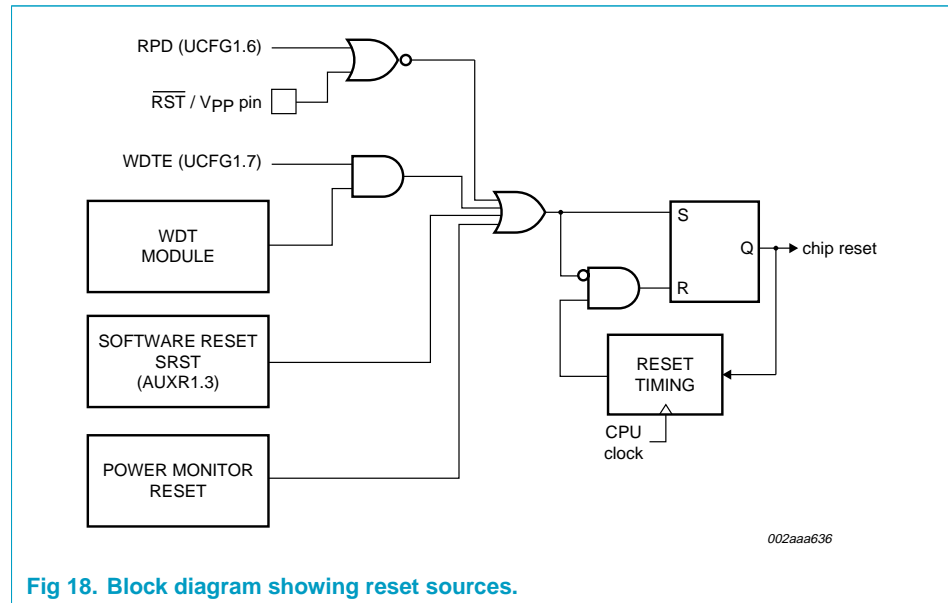 RPD (UCFG1.6)
RST / VPP pin
WDTE (UCFG1.7)
WDT
MODULE
SOFTWARE RESET
SRST
(AUXR1.3)
POWER MONITOR
RESET
S
Q
R
chip reset
RESET
TIMING
CPU
clock
002aaa636
Fig 18. Block diagram showing reset sources.